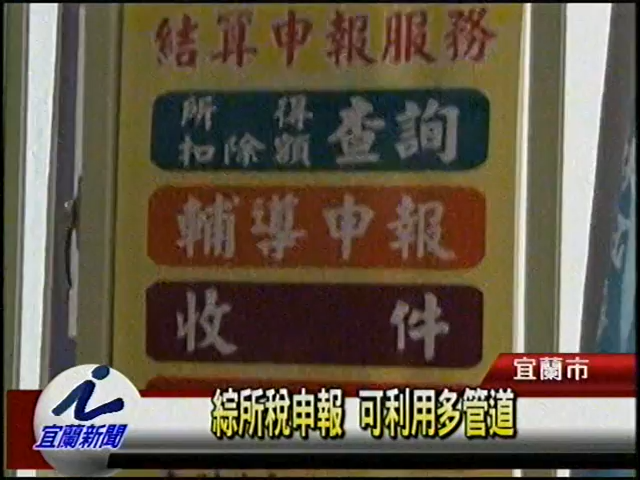 結算申報服務
所得
扣除額
查詢
輔導申報
收件
宜蘭市
綜所稅申報 可利用多管道
宜蘭新聞